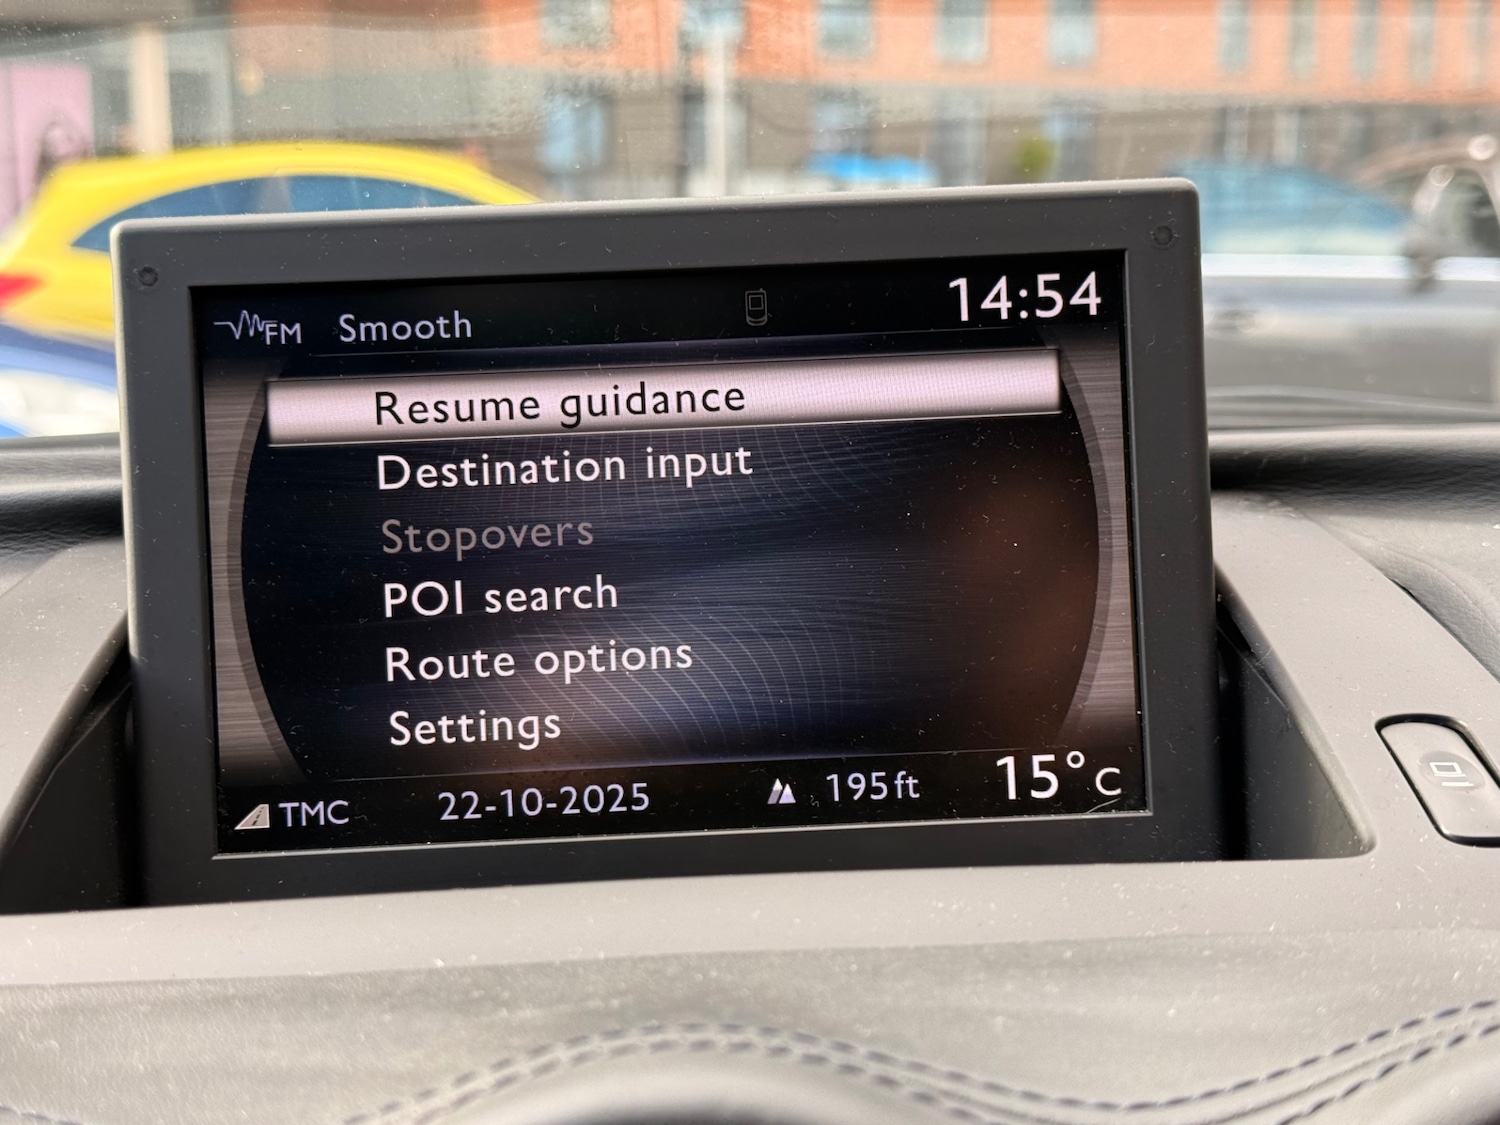 FM Smooth 14:54
Resume guidance
Destination input
Stopovers
POI search
Route options
Settings
TMC 22-10-2025 195ft 15°C